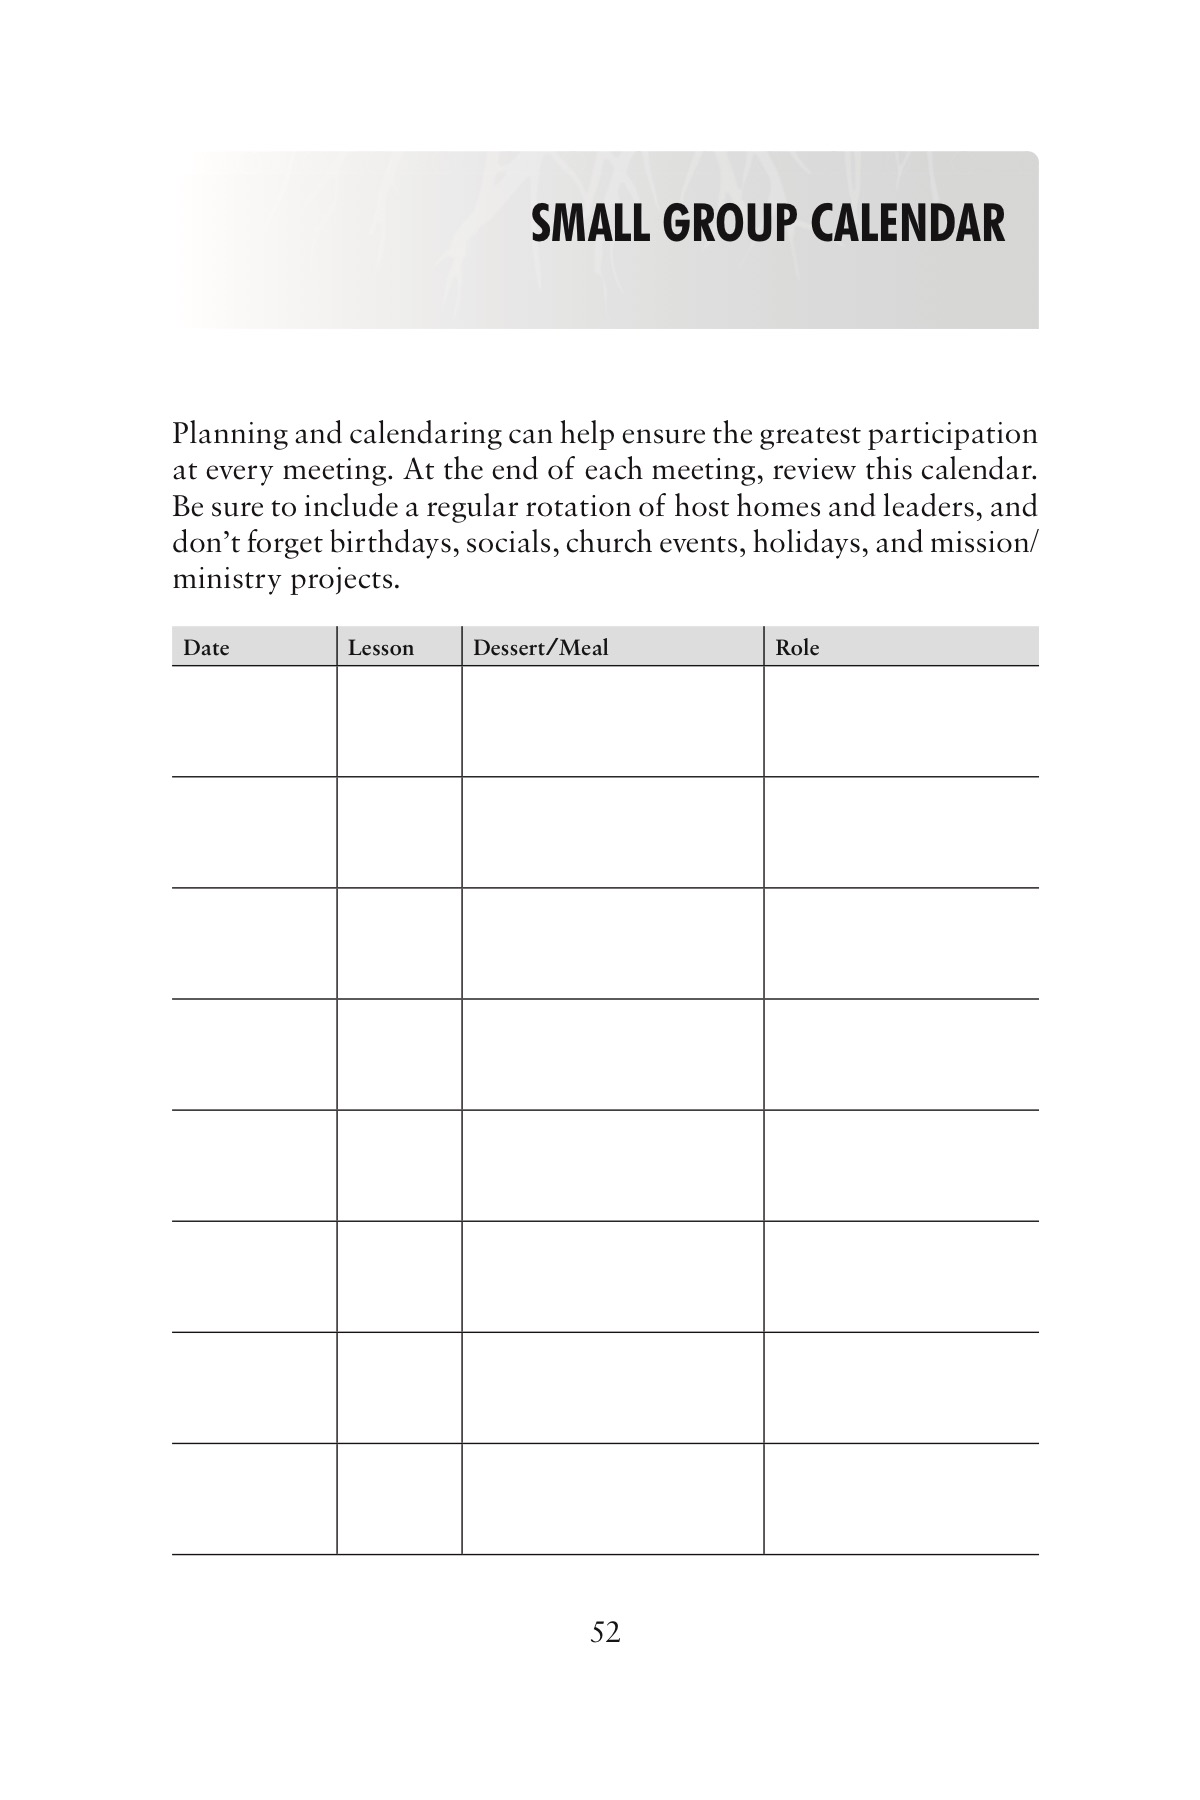 SMALL GROUP CALENDAR
Planning and calendaring can help ensure the greatest participation
at every meeting. At the end of each meeting, review this calendar.
Be sure to include a regular rotation of host homes and leaders, and
don’t forget birthdays, socials, church events, holidays, and mission/
ministry projects.
Date Lesson Dessert/Meal Role
52